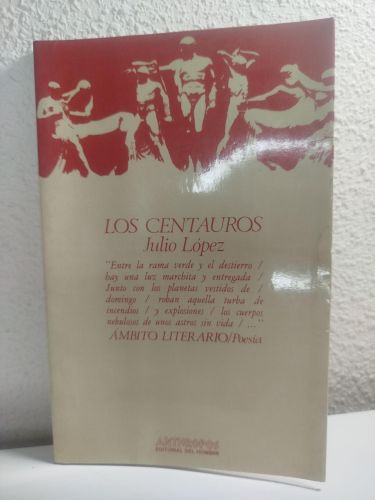 LOS CENTAUROS
Julio López
"Entre la rama verde y el destierro /
hay una luz marchita y entregada /
Junto con los planetas vestidos de /
domingo / roban aquella turba de
incendios / y explosiones / los cuerpos
nebulosos de unos astros sin vida / ..."
ÁMBITO LITERARIO/Poesía
ANTHROPOS
EDITORIAL DEL HOMBRE